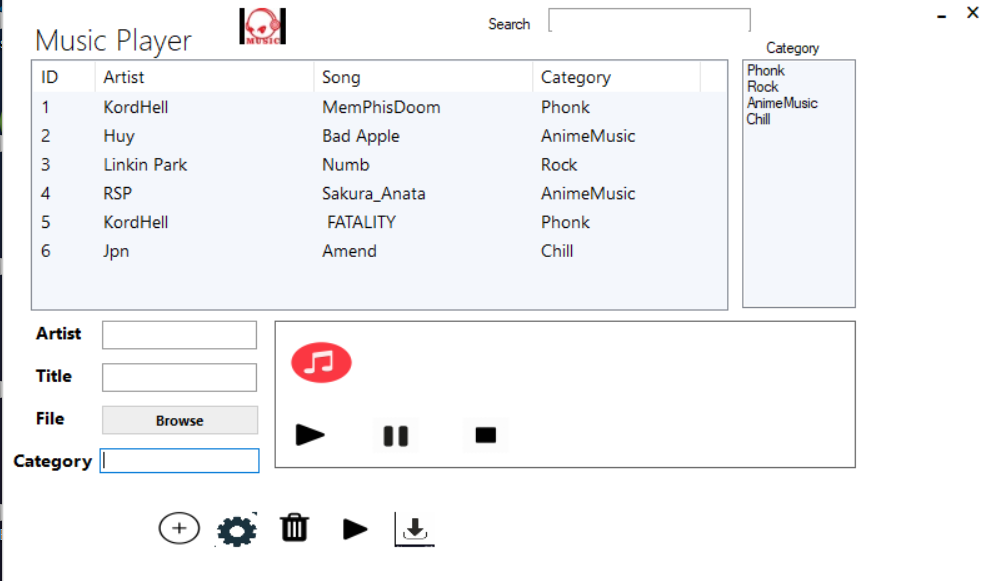 Music Player
MUSIC
Search
Category
ID Artist Song Category
1 KordHell MemPhisDoom Phonk
2 Huy Bad Apple AnimeMusic
3 Linkin Park Numb Rock
4 RSP Sakura_Anata AnimeMusic
5 KordHell FATALITY Phonk
6 Jpn Amend Chill
Phonk
Rock
AnimeMusic
Chill
Artist
Title
File Browse
Category